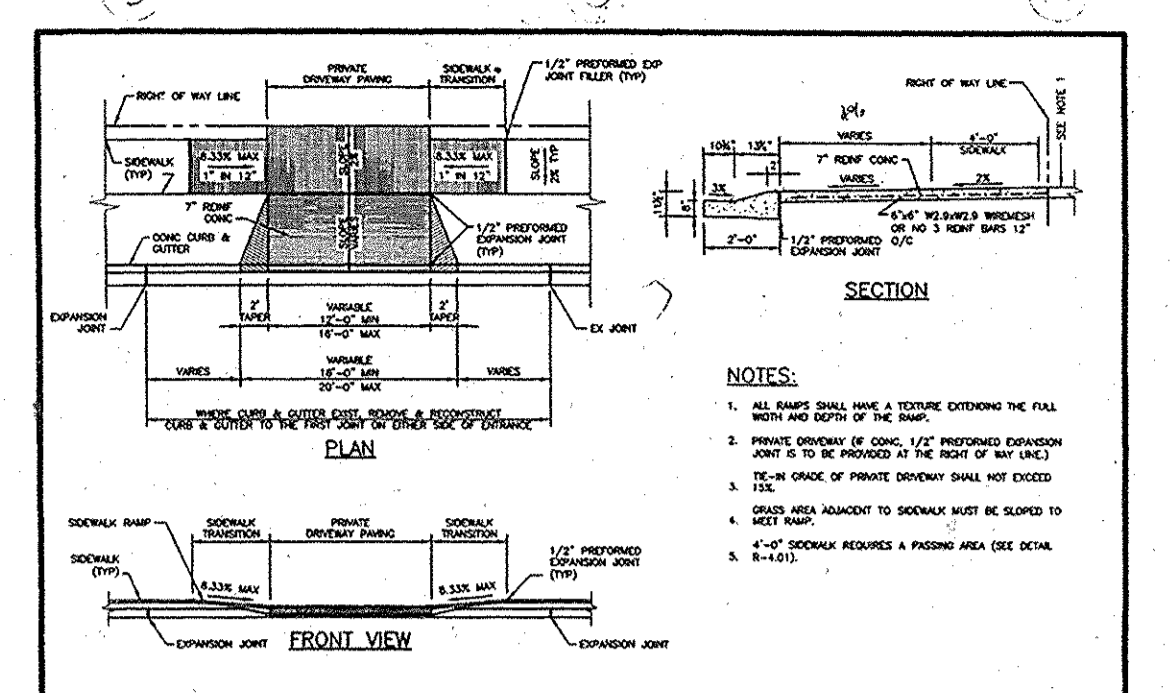 PRIVATE
DRIVEWAY PAVING
SIDEWALK
TRANSITION
1/2" PREFORMED EXP
JOINT FILLER (TYP)
RIGHT OF WAY LINE
SIDEWALK
(TYP)
8.33% MAX
1" IN 12"
SLOPE
2%
8.33% MAX
1" IN 12"
SLOPE
2% TYP
7" REINF
CONC
SLOPE
VARIES
1/2" PREFORMED
EXPANSION JOINT
(TYP)
CONC CURB &
GUTTER
EXPANSION
JOINT
2'
TAPER
VARIABLE
12'-0" MIN
16'-0" MAX
2'
TAPER
EX JOINT
VARIES
VARIABLE
16'-0" MIN
20'-0" MAX
VARIES
WHERE CURB & GUTTER EXIST, REMOVE & RECONSTRUCT
CURB & GUTTER TO THE FIRST JOINT ON EITHER SIDE OF ENTRANCE
PLAN
SIDEWALK RAMP
SIDEWALK
TRANSITION
PRIVATE
DRIVEWAY PAVING
SIDEWALK
TRANSITION
SIDEWALK
(TYP)
8.33% MAX
8.33% MAX
1/2" PREFORMED
EXPANSION JOINT
(TYP)
EXPANSION JOINT
EXPANSION JOINT
FRONT VIEW
RIGHT OF WAY LINE
SEE NOTE 1
VARIES
4'-0"
SIDEWALK
7" REINF CONC
VARIES
2%
3%
6"
2'-0"
1/2" PREFORMED
EXPANSION JOINT
6"x6" W2.9xW2.9 WIREMESH
OR NO 3 REINF BARS 12"
O/C
SECTION
NOTES:
1. ALL RAMPS SHALL HAVE A TEXTURE EXTENDING THE FULL
WIDTH AND DEPTH OF THE RAMP.
2. PRIVATE DRIVEWAY (IF CONC, 1/2" PREFORMED EXPANSION
JOINT IS TO BE PROVIDED AT THE RIGHT OF WAY LINE.)
3. TIE-IN GRADE OF PRIVATE DRIVEWAY SHALL NOT EXCEED
15%.
4. GRASS AREA ADJACENT TO SIDEWALK MUST BE SLOPED TO
MEET RAMP.
5. 4'-0" SIDEWALK REQUIRES A PASSING AREA (SEE DETAIL
R-4.01).